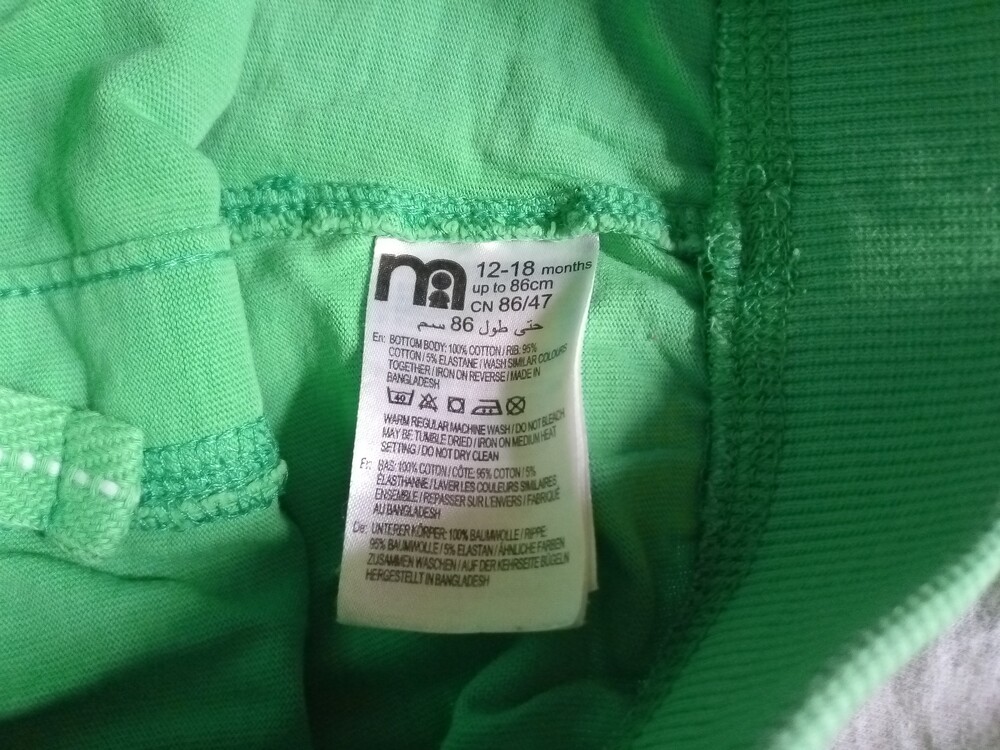 12-18 months
up to 86cm
CN 86/47
حتى طول 86 سم
En: BOTTOM BODY: 100% COTTON / RIB: 95%
COTTON / 5% ELASTANE / WASH SIMILAR COLOURS
TOGETHER / IRON ON REVERSE / MADE IN
BANGLADESH
40
WARM REGULAR MACHINE WASH / DO NOT BLEACH
MAY BE TUMBLE DRIED / IRON ON MEDIUM HEAT
SETTING / DO NOT DRY CLEAN
Fr: BAS: 100% COTON / CÔTE: 95% COTON / 5%
ÉLASTHANNE / LAVER LES COULEURS SIMILAIRES
ENSEMBLE / REPASSER SUR L'ENVERS / FABRIQUÉ
AU BANGLADESH
De: UNTERER KÖRPER: 100% BAUMWOLLE / RIPPE:
95% BAUMWOLLE / 5% ELASTAN / ÄHNLICHE FARBEN
ZUSAMMEN WASCHEN / AUF DER KEHRSEITE BÜGELN
HERGESTELLT IN BANGLADESH